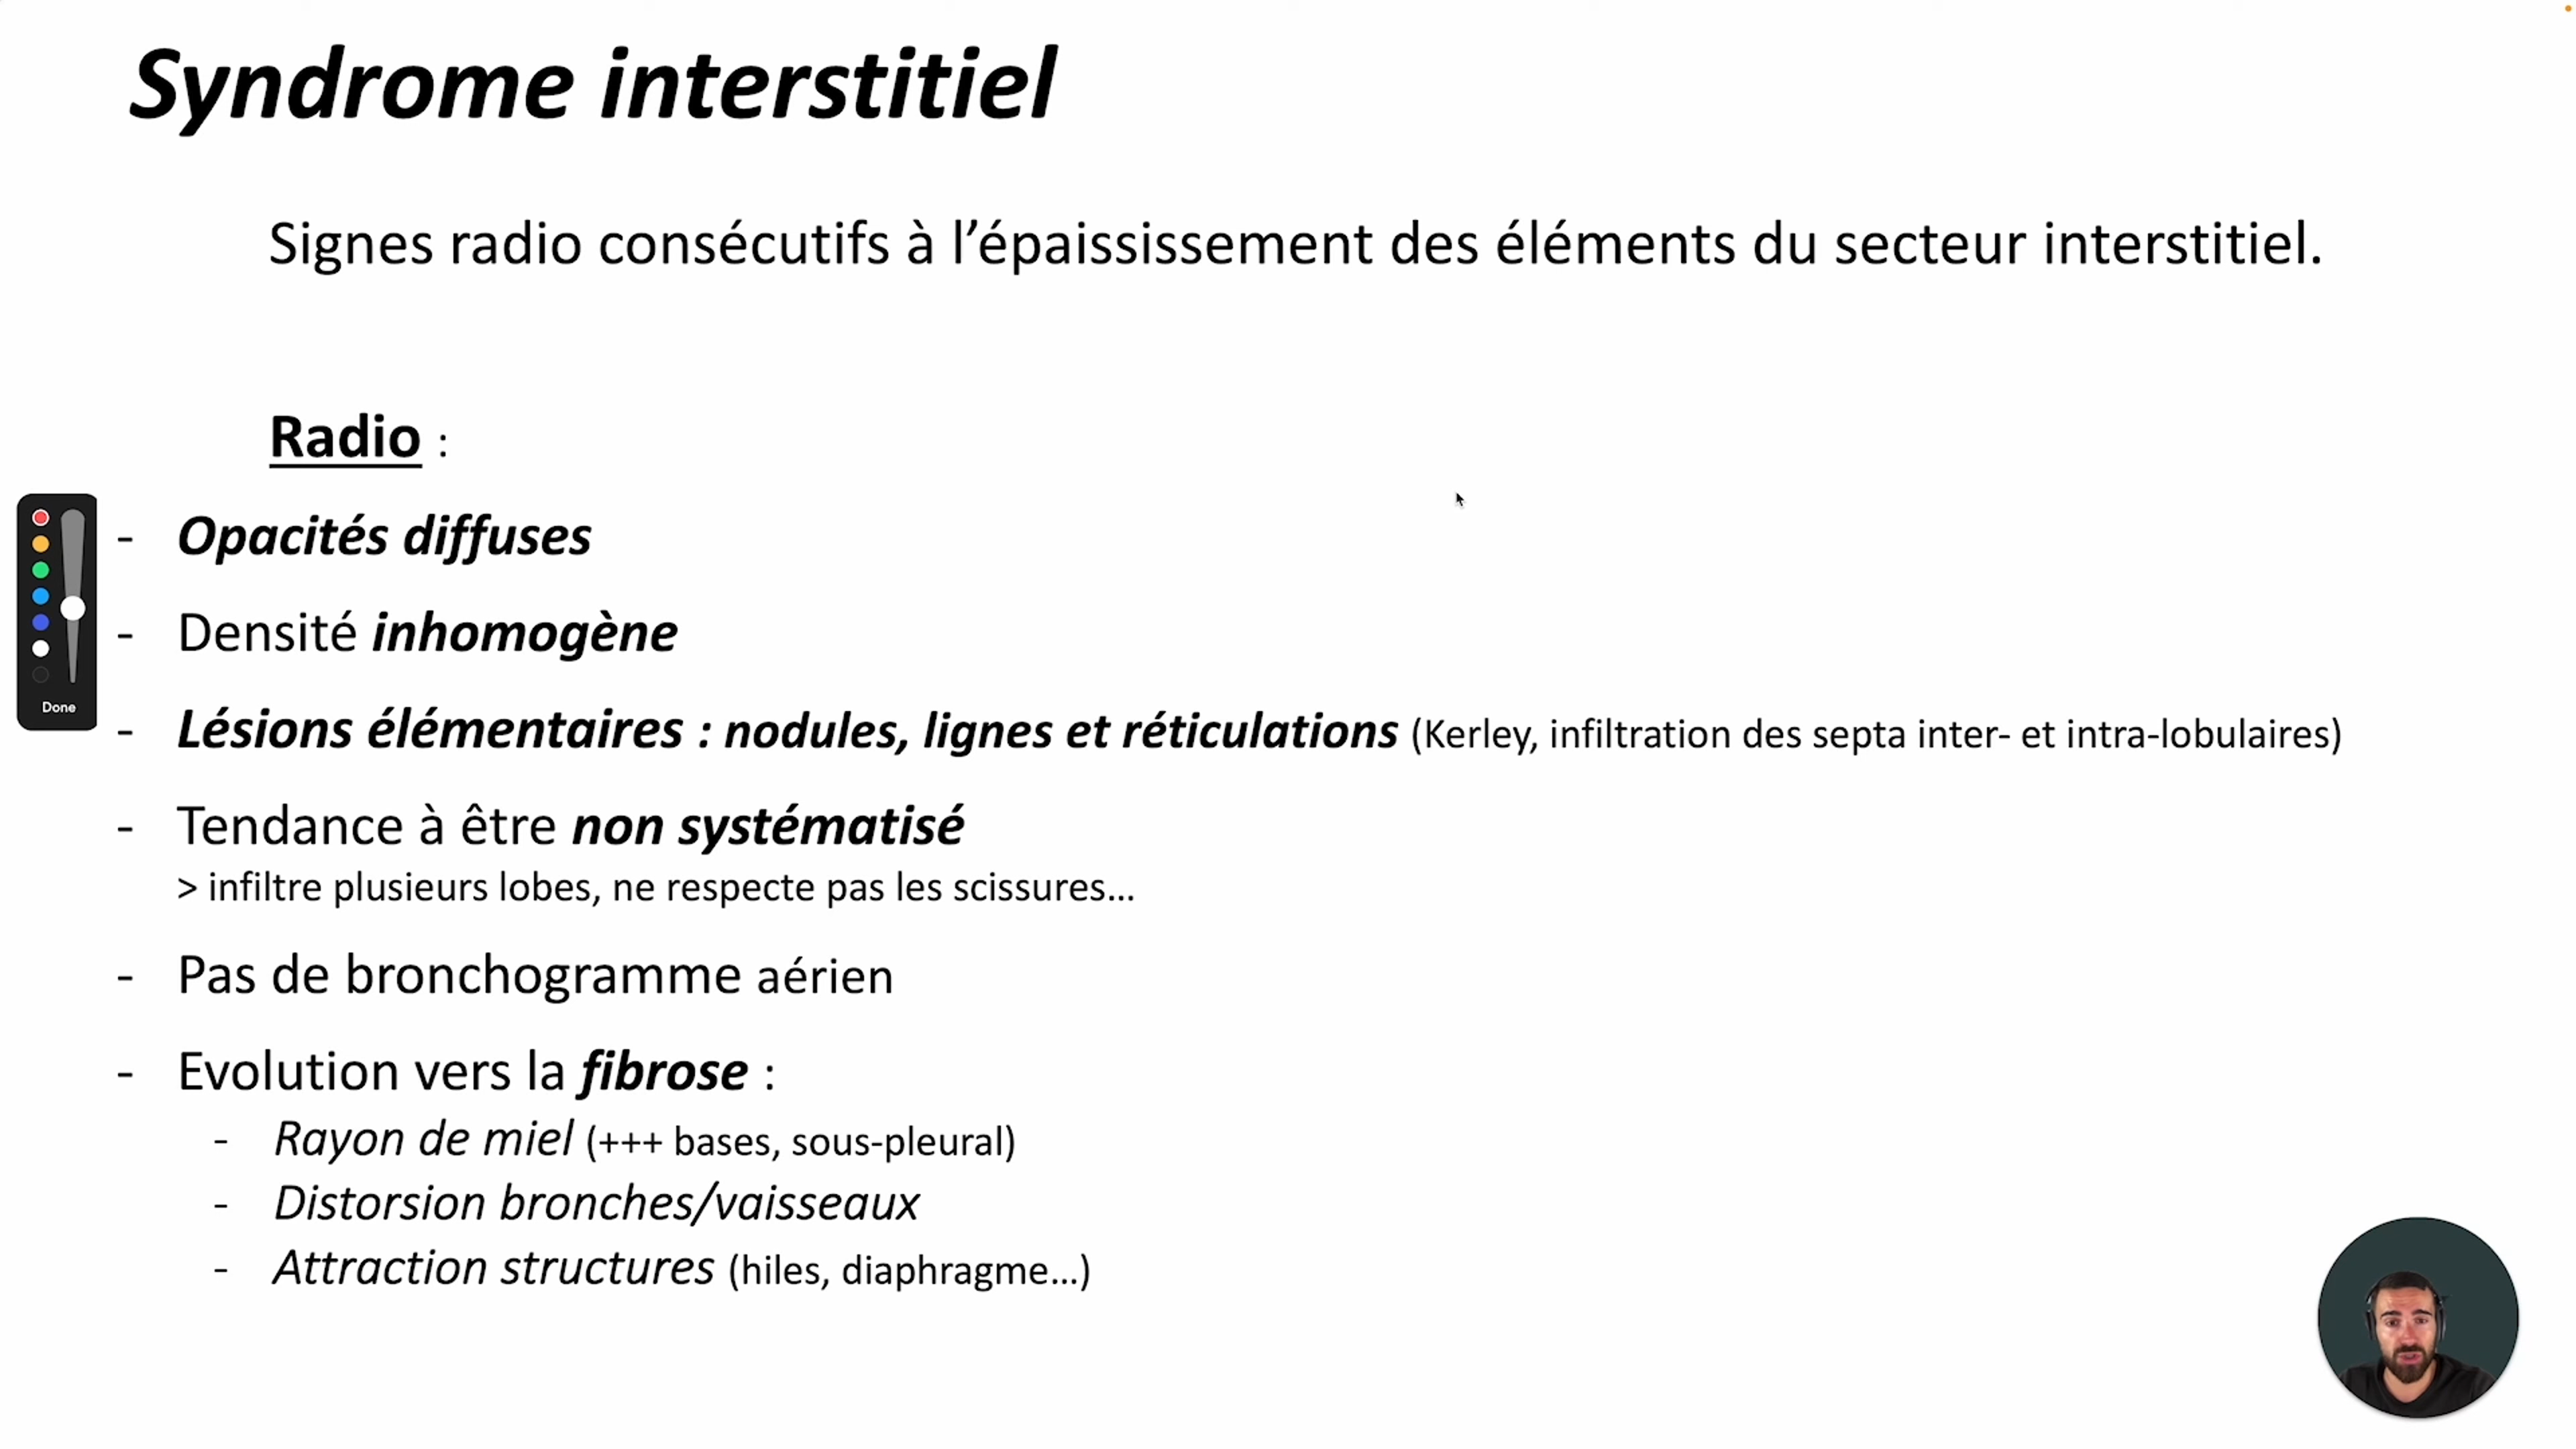 Syndrome interstitiel
Signes radio consécutifs à l’épaississement des éléments du secteur interstitiel.
Radio :
- Opacités diffuses
- Densité inhomogène
- Lésions élémentaires : nodules, lignes et réticulations (Kerley, infiltration des septa inter- et intra-lobulaires)
- Tendance à être non systématisé
> infiltre plusieurs lobes, ne respecte pas les scissures...
- Pas de bronchogramme aérien
- Evolution vers la fibrose :
- Rayon de miel (+++ bases, sous-pleural)
- Distorsion bronches/vaisseaux
- Attraction structures (hiles, diaphragme...)
Done